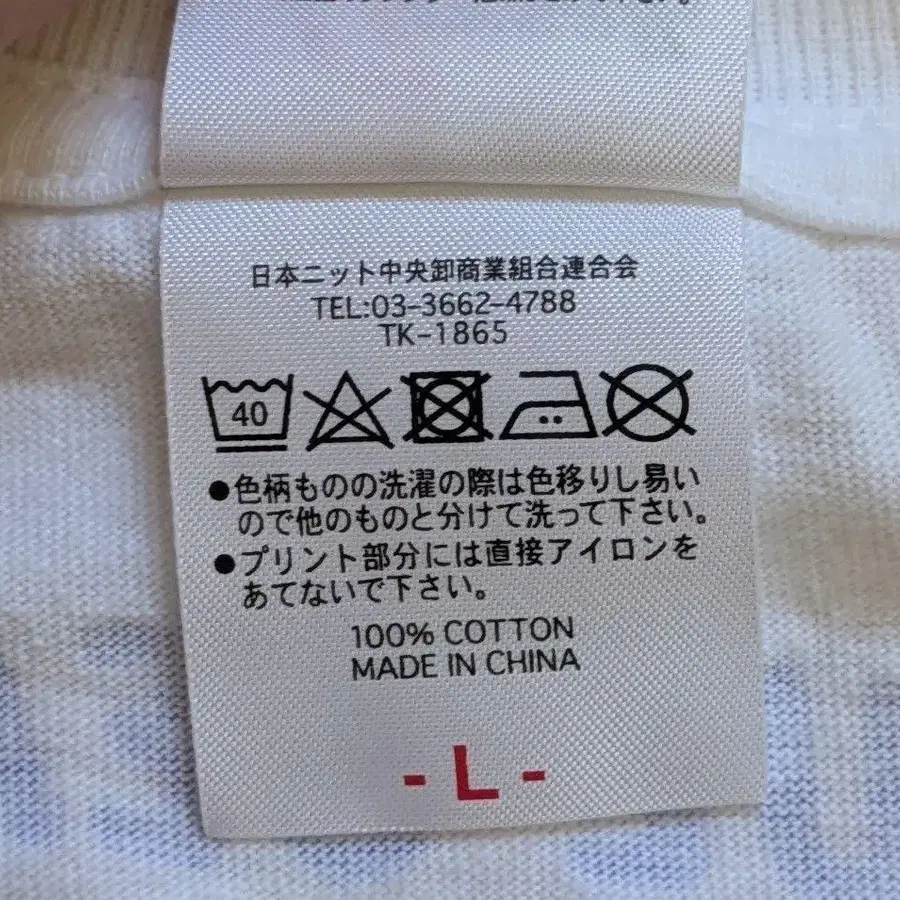 日本ニット中央卸商業組合連合会
TEL:03-3662-4788
TK-1865
40
●色柄ものの洗濯の際は色移りし易い
ので他のものと分けて洗って下さい。
●プリント部分には直接アイロンを
あてないで下さい。
100% COTTON
MADE IN CHINA
- L -